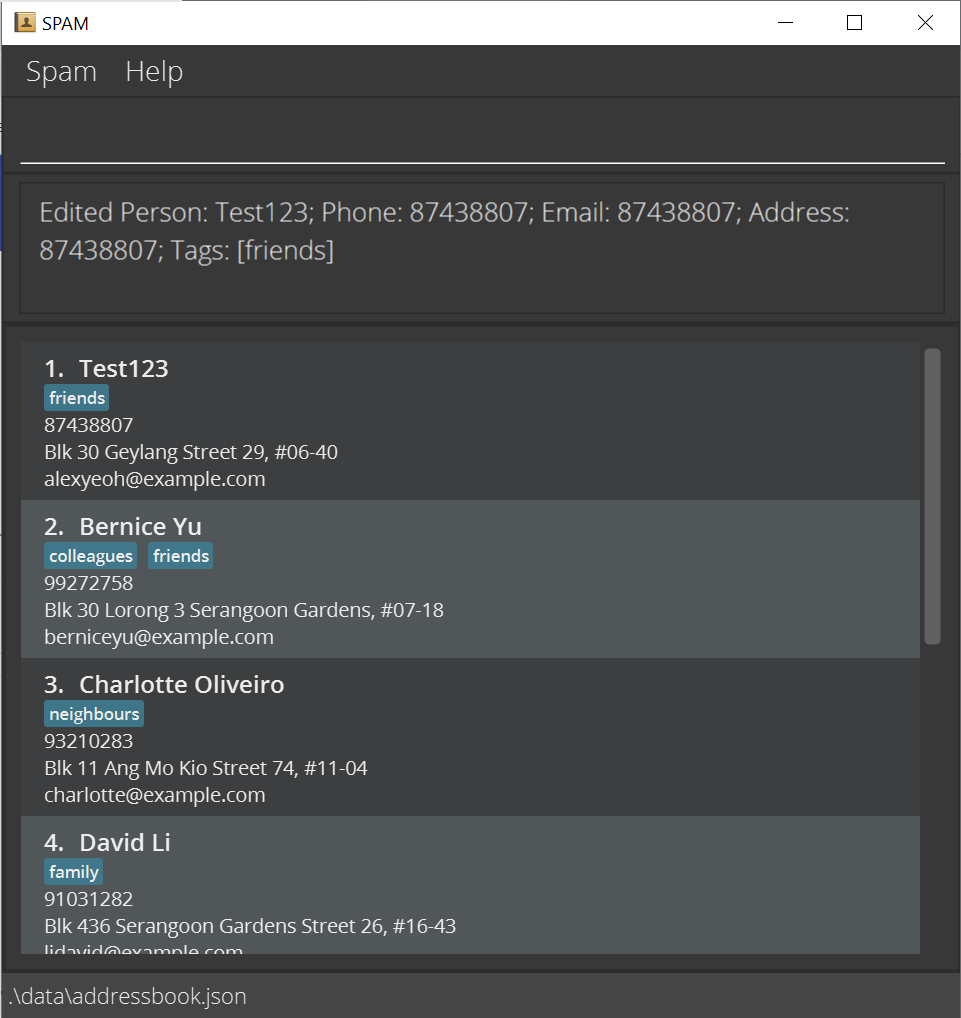 SPAM
Spam Help
Edited Person: Test123; Phone: 87438807; Email: 87438807; Address:
87438807; Tags: [friends]
1. Test123
friends
87438807
Blk 30 Geylang Street 29, #06-40
alexyeoh@example.com
2. Bernice Yu
colleagues friends
99272758
Blk 30 Lorong 3 Serangoon Gardens, #07-18
berniceyu@example.com
3. Charlotte Oliveiro
neighbours
93210283
Blk 11 Ang Mo Kio Street 74, #11-04
charlotte@example.com
4. David Li
family
91031282
Blk 436 Serangoon Gardens Street 26, #16-43
lidavid@example.com
.\data\addressbook.json